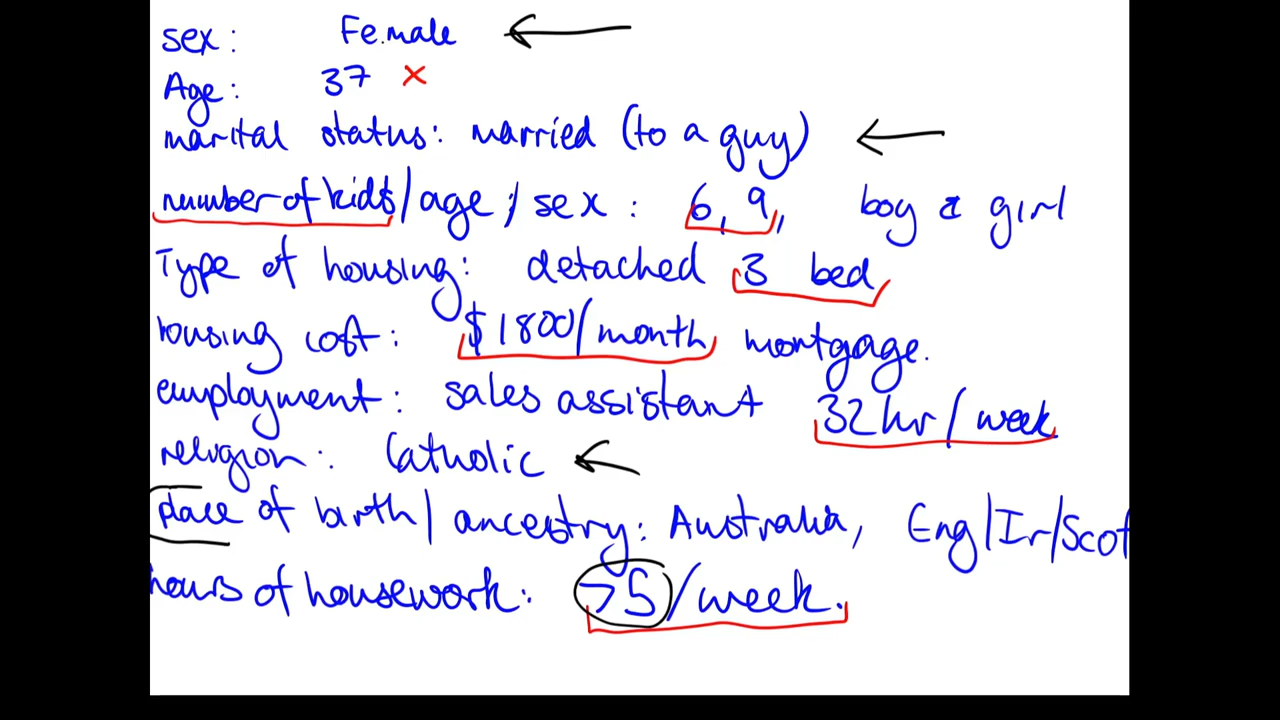 sex: Female
Age: 37 x
marital status: married (to a guy)
number of kids/age/sex: 6, 9, boy & girl
Type of housing: detached 3 bed
housing cost: $1800/month mortgage.
employment: sales assistant 32hr/week
religion: Catholic
place of birth/ancestry: Australia, Eng/Ir/Scot
hours of housework: >5/week.